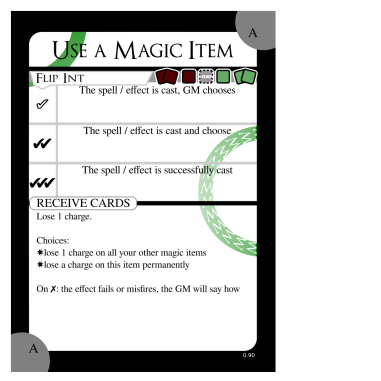 A
USE A MAGIC ITEM
FLIP INT
✓ The spell / effect is cast, GM chooses
✓✓ The spell / effect is cast and choose
✓✓✓ The spell / effect is successfully cast
RECEIVE CARDS
Lose 1 charge.
Choices:
✷lose 1 charge on all your other magic items
✷lose a charge on this item permanently
On ✗: the effect fails or misfires, the GM will say how
A
0.90